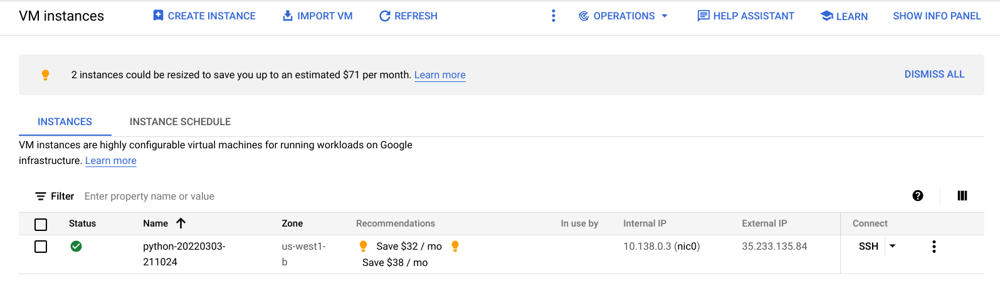 VM instances CREATE INSTANCE IMPORT VM REFRESH OPERATIONS HELP ASSISTANT LEARN SHOW INFO PANEL
2 instances could be resized to save you up to an estimated $71 per month. Learn more DISMISS ALL
INSTANCES INSTANCE SCHEDULE
VM instances are highly configurable virtual machines for running workloads on Google
infrastructure. Learn more
Filter Enter property name or value
Status Name Zone Recommendations In use by Internal IP External IP Connect
python-20220303- us-west1- Save $32 / mo 10.138.0.3 (nic0) 35.233.135.84 SSH
211024 b Save $38 / mo